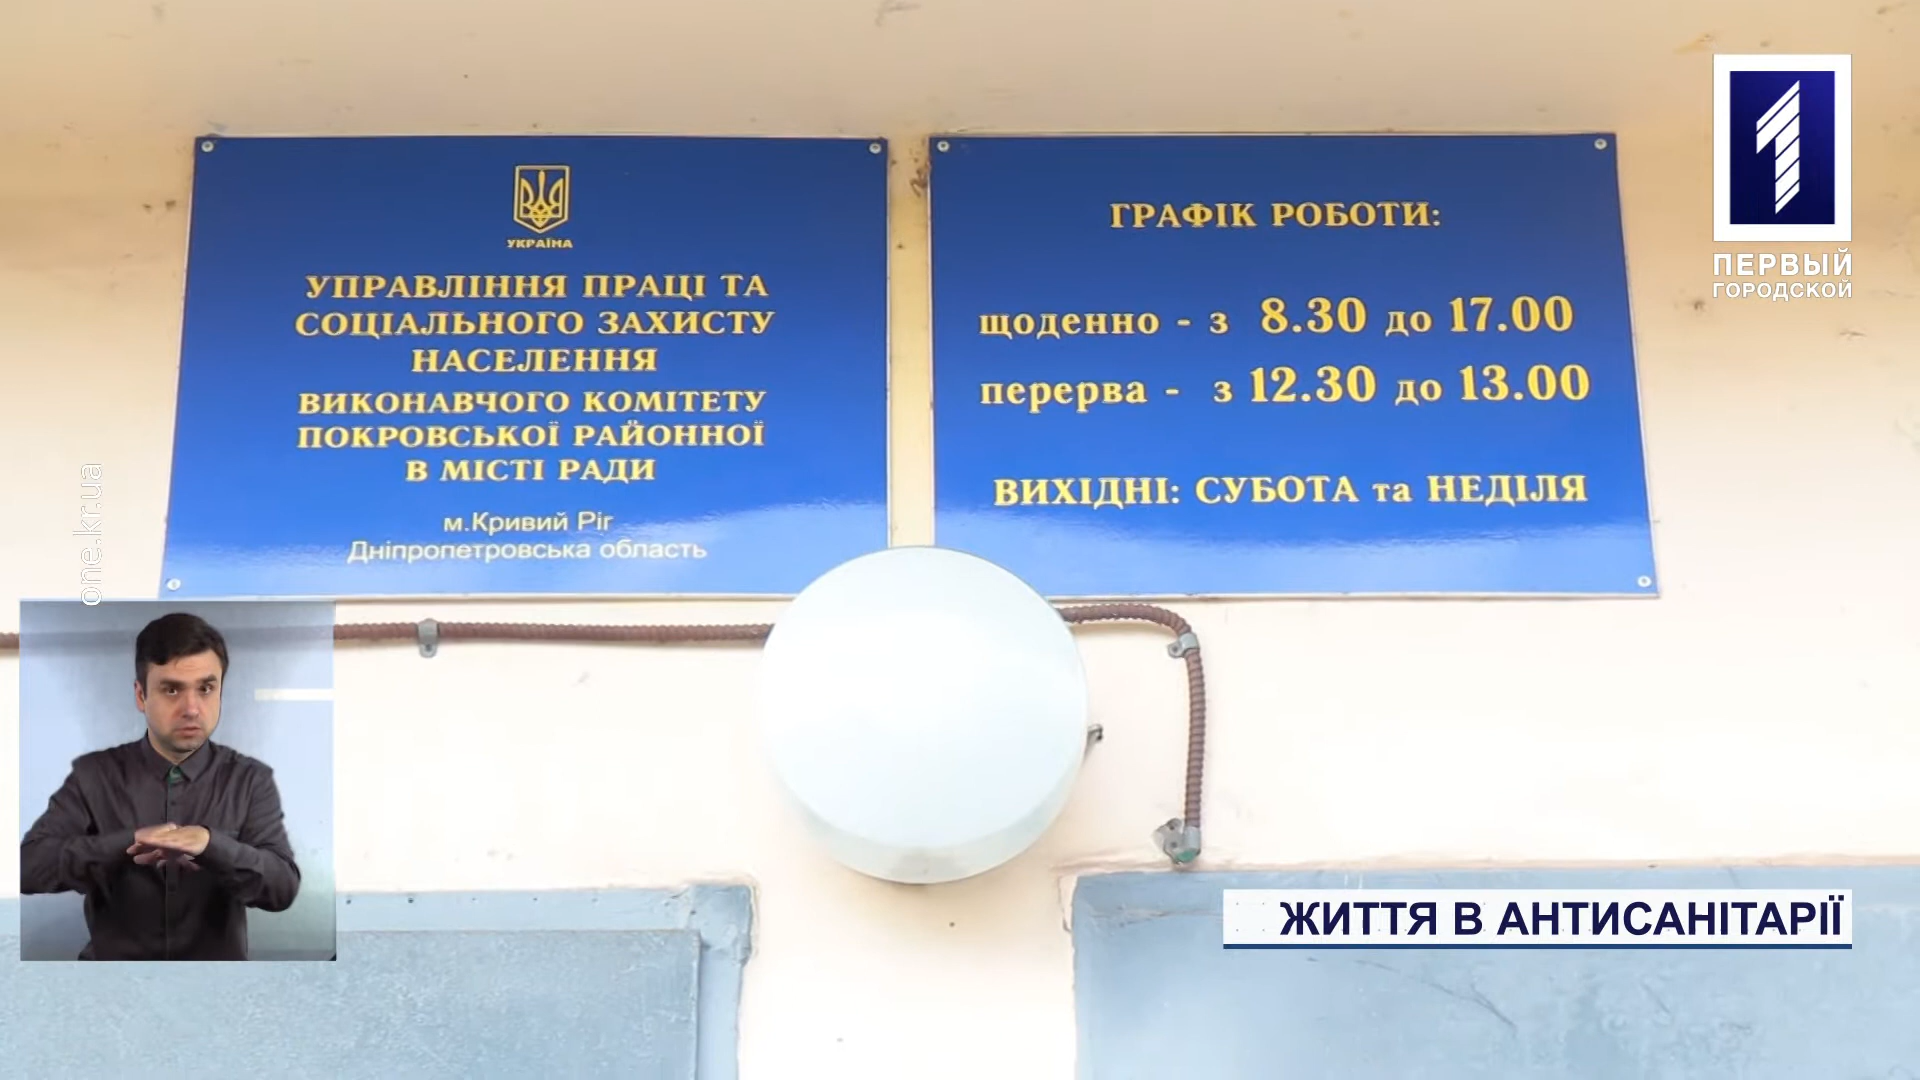 УКРАЇНА
УПРАВЛІННЯ ПРАЦІ ТА
СОЦІАЛЬНОГО ЗАХИСТУ
НАСЕЛЕННЯ
ВИКОНАВЧОГО КОМІТЕТУ
ПОКРОВСЬКОЇ РАЙОННОЇ
В МІСТІ РАДИ
м.Кривий Ріг
Дніпропетровська область
ГРАФІК РОБОТИ:
щоденно - з 8.30 до 17.00
перерва - з 12.30 до 13.00
ВИХІДНІ: СУБОТА та НЕДІЛЯ
1
ПЕРВЫЙ
ГОРОДСКОЙ
one.kr.ua
ЖИТТЯ В АНТИСАНІТАРІЇ